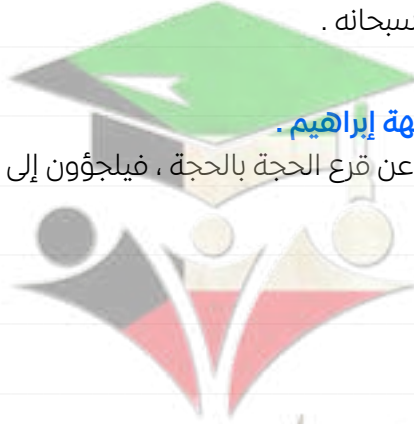 سبحانه .
هة إبراهيم .
عن قرع الحجة بالحجة ، فيلجؤون إلى